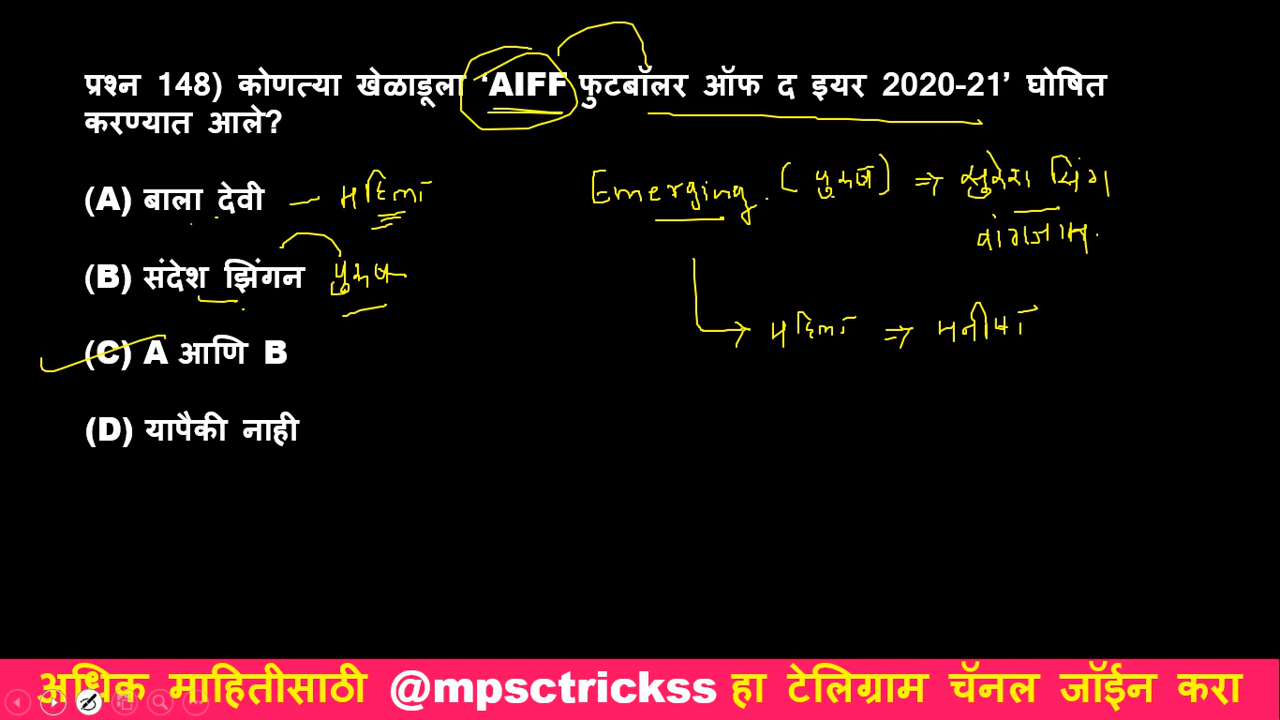 प्रश्न 148) कोणत्या खेळाडूला ‘AIFF फुटबॉलर ऑफ द इयर 2020-21’ घोषित
करण्यात आले?
(A) बाला देवी – महिला
(B) संदेश झिंगन पुरुष
(C) A आणि B
(D) यापैकी नाही
Emerging (पुरुष) ⇒ सुरेश सिंग
वांगजाम
→ महिला ⇒ मनीषा
अधिक माहितीसाठी @mpsctrickss हा टेलिग्राम चॅनल जॉईन करा